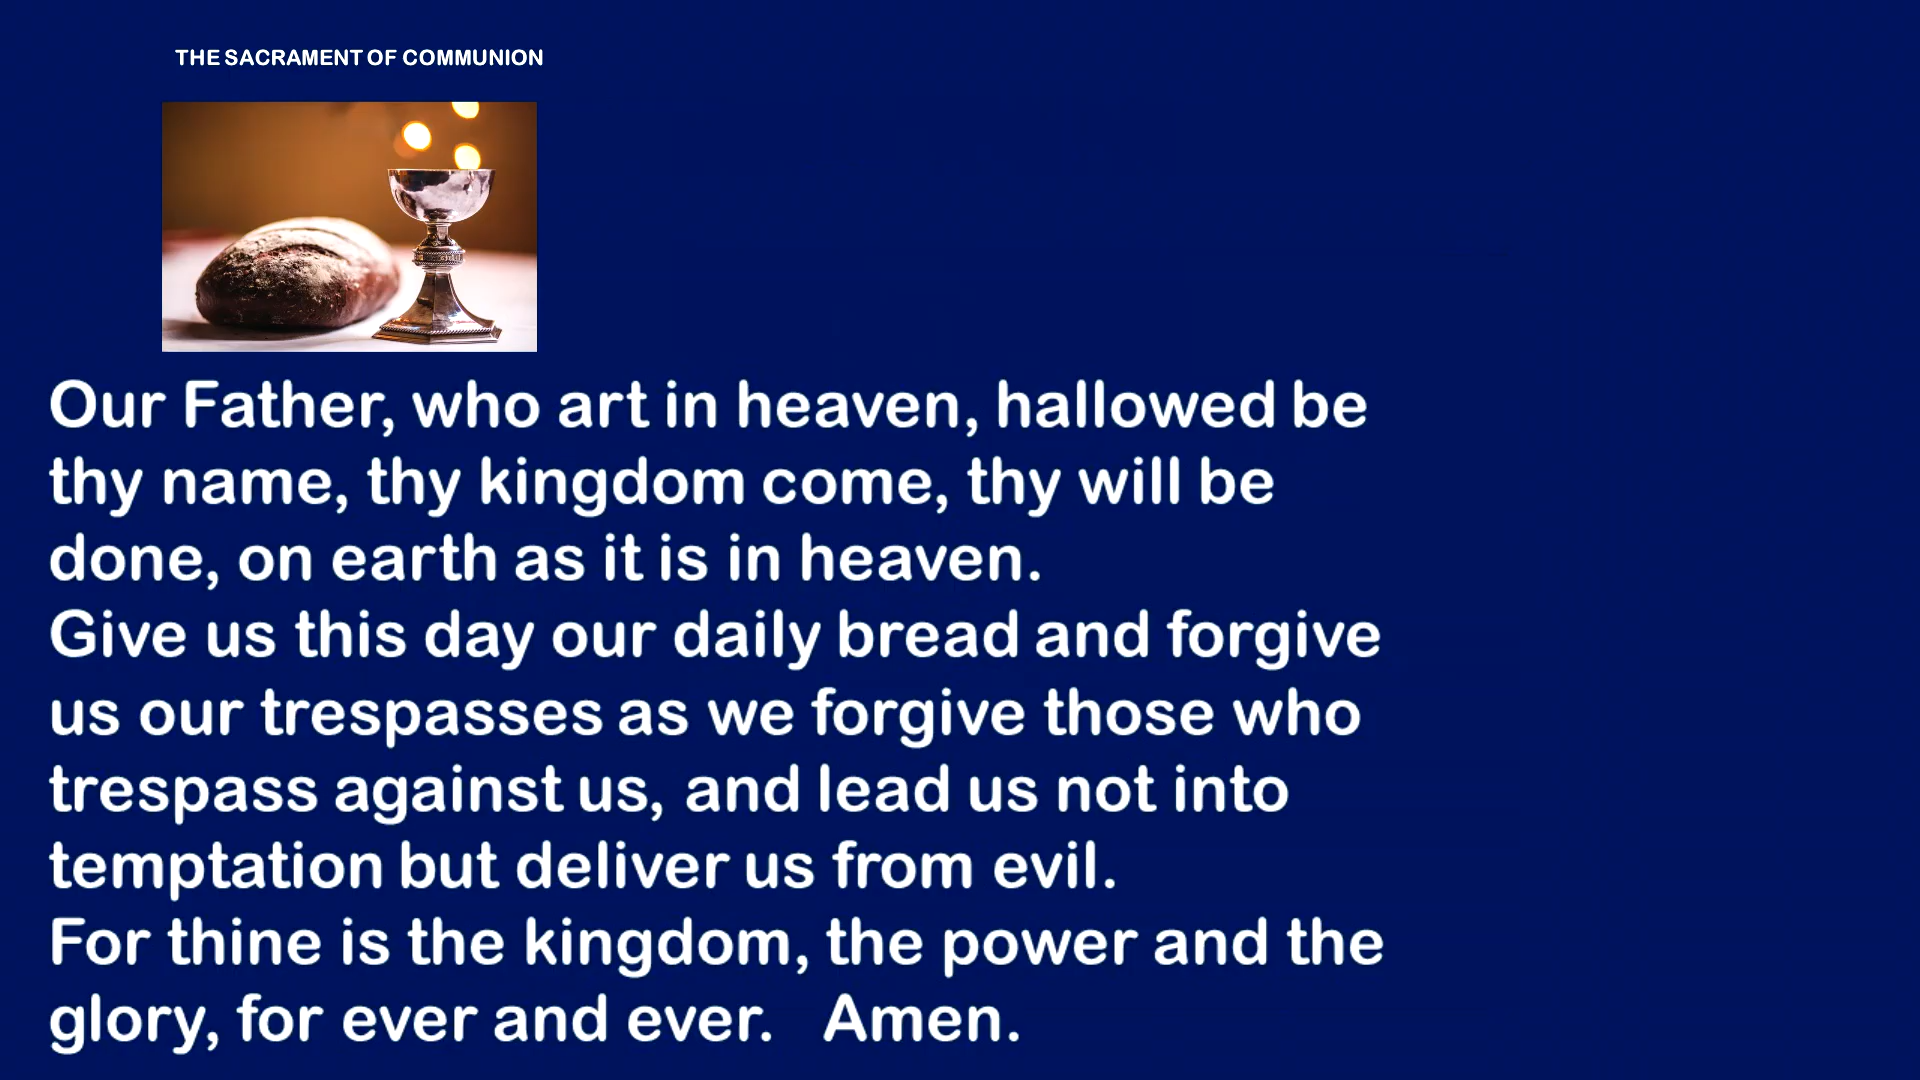 THE SACRAMENT OF COMMUNION
Our Father, who art in heaven, hallowed be
thy name, thy kingdom come, thy will be
done, on earth as it is in heaven.
Give us this day our daily bread and forgive
us our trespasses as we forgive those who
trespass against us, and lead us not into
temptation but deliver us from evil.
For thine is the kingdom, the power and the
glory, for ever and ever.   Amen.